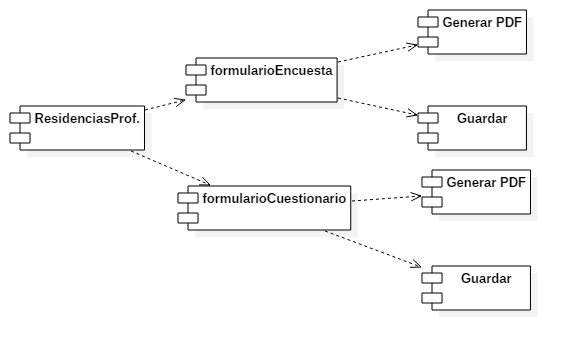 Generar PDF
formularioEncuesta
ResidenciasProf.
Guardar
Generar PDF
formularioCuestionario
Guardar